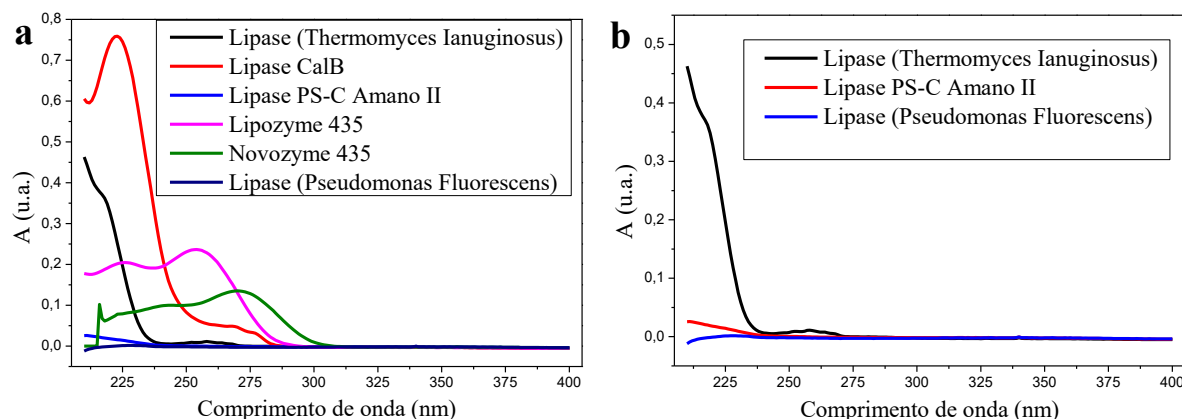 a
0,8
0,7
0,6
0,5
0,4
0,3
0,2
0,1
0,0
A (u.a.)
Lipase (Thermomyces Ianuginosus)
Lipase CalB
Lipase PS-C Amano II
Lipozyme 435
Novozyme 435
Lipase (Pseudomonas Fluorescens)
225 250 275 300 325 350 375 400
Comprimento de onda (nm)
b
0,5
0,4
0,3
0,2
0,1
0,0
A (u.a.)
Lipase (Thermomyces Ianuginosus)
Lipase PS-C Amano II
Lipase (Pseudomonas Fluorescens)
225 250 275 300 325 350 375 400
Comprimento de onda (nm)